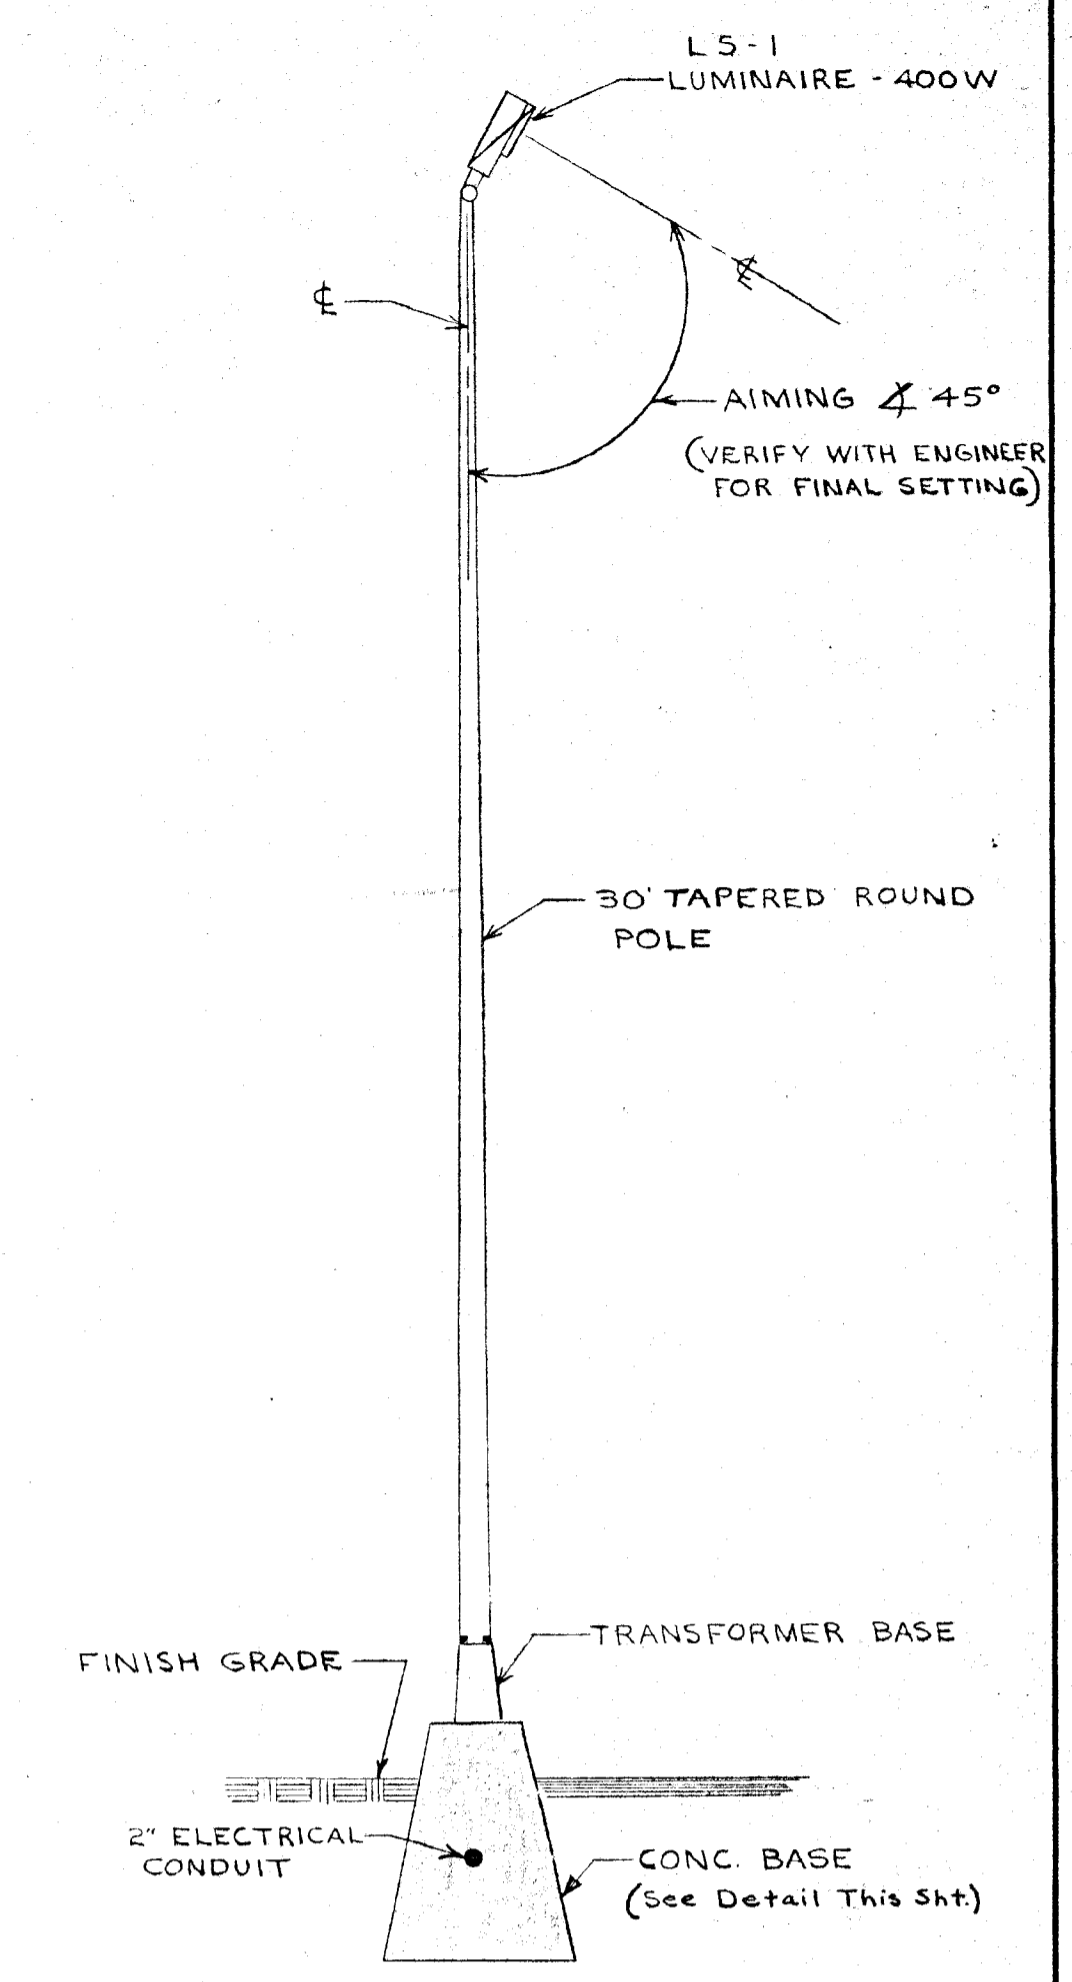 LS-1
LUMINAIRE - 400W
℄
℄
AIMING ∡ 45°
(VERIFY WITH ENGINEER
FOR FINAL SETTING)
30' TAPERED ROUND
POLE
TRANSFORMER BASE
FINISH GRADE
2" ELECTRICAL
CONDUIT
CONC. BASE
(See Detail This Sht.)